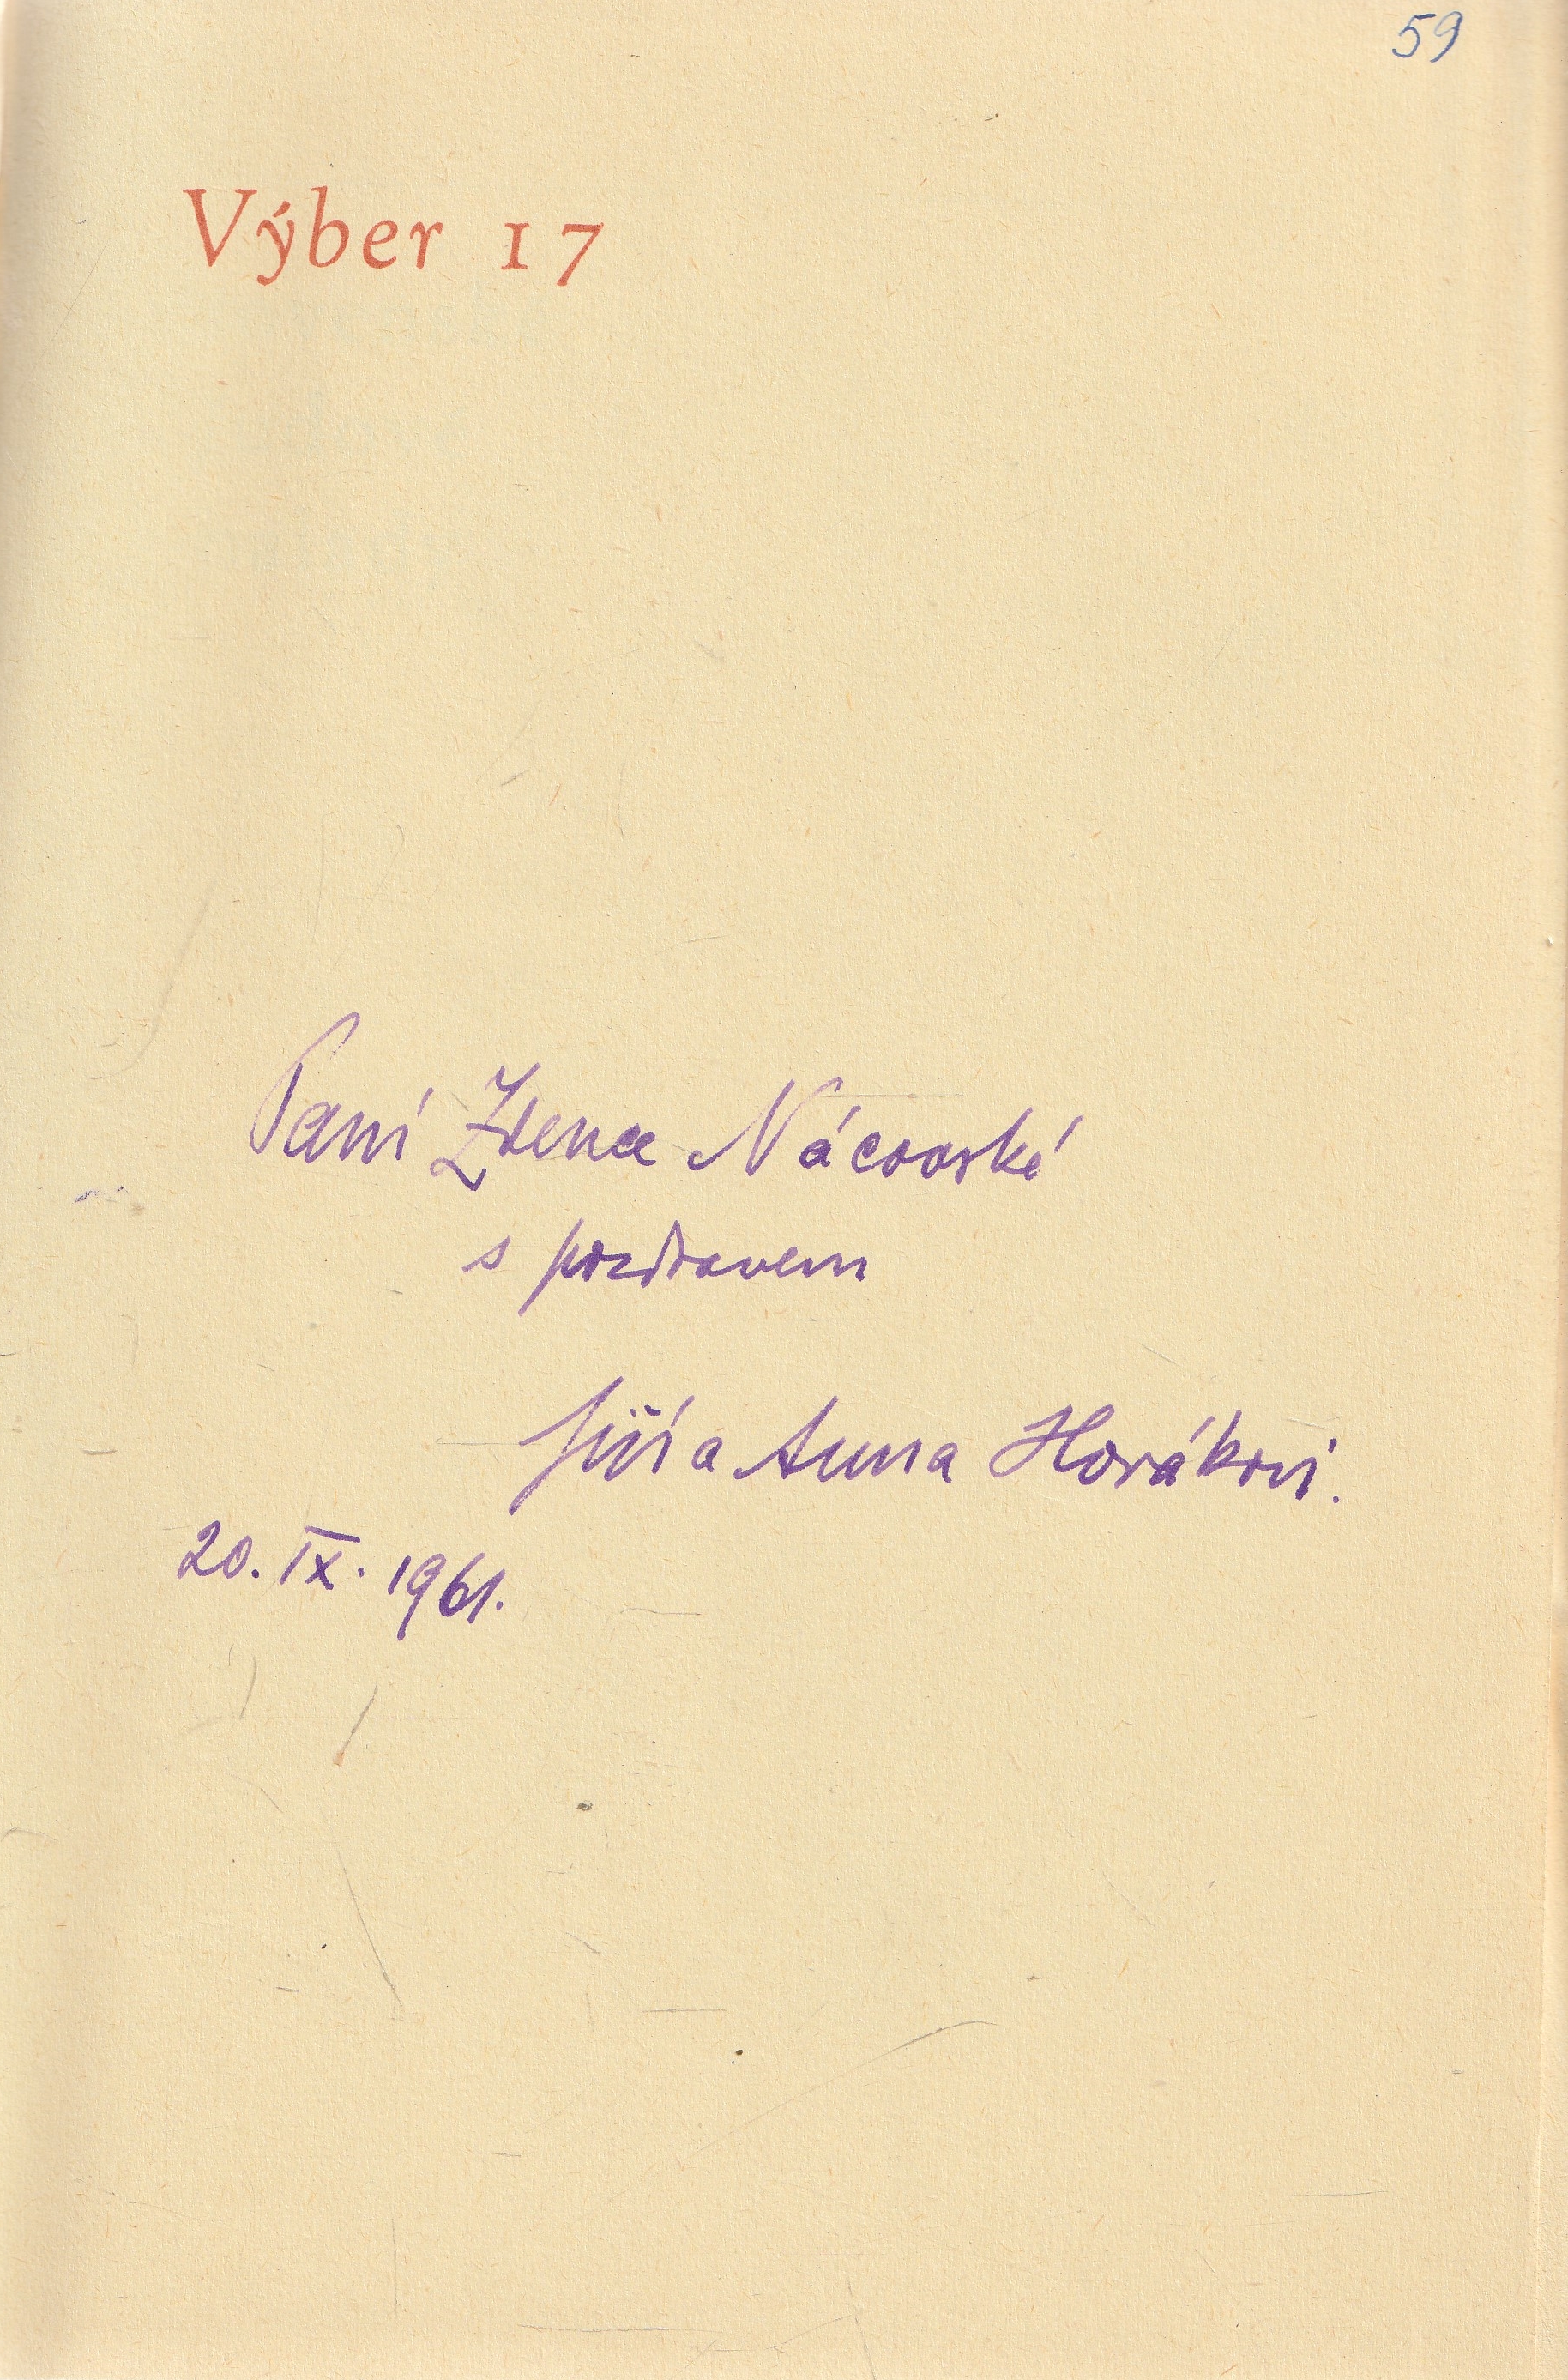 59
Výber 17
Paní Zdence Nácovské
s pozdravem
Jiří a Anna Horákovi.
20. IX. 1961.